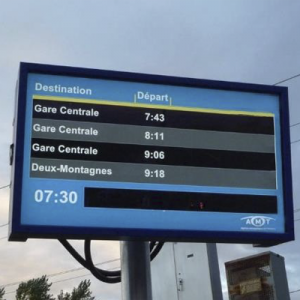 Destination Départ
Gare Centrale 7:43
Gare Centrale 8:11
Gare Centrale 9:06
Deux-Montagnes 9:18
07:30
AMT